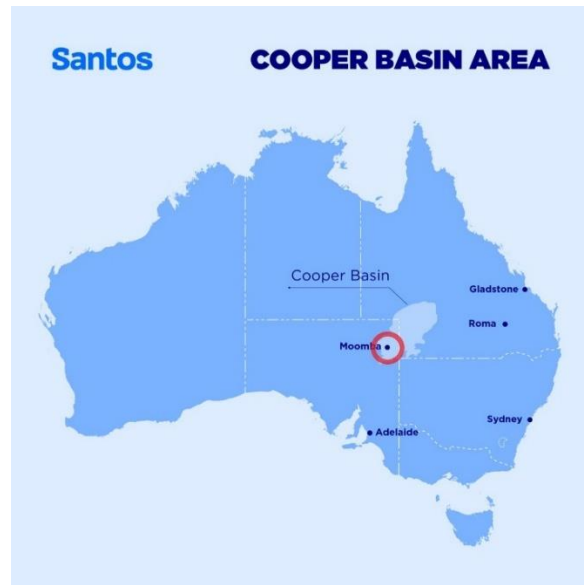 Santos
COOPER BASIN AREA
Cooper Basin
Gladstone
Roma
Moomba
Sydney
Adelaide